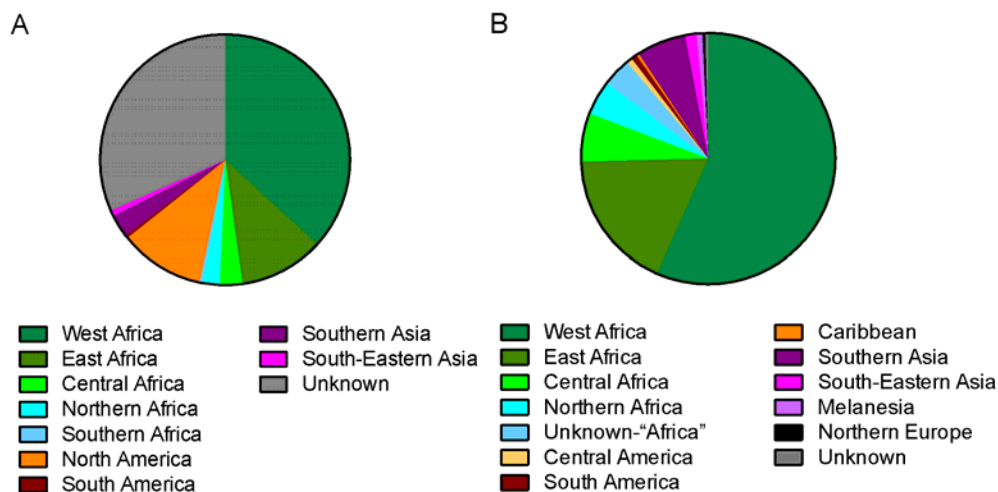 A
B
West Africa
East Africa
Central Africa
Northern Africa
Southern Africa
North America
South America
Southern Asia
South-Eastern Asia
Unknown
West Africa
East Africa
Central Africa
Northern Africa
Unknown-“Africa”
Central America
South America
Caribbean
Southern Asia
South-Eastern Asia
Melanesia
Northern Europe
Unknown